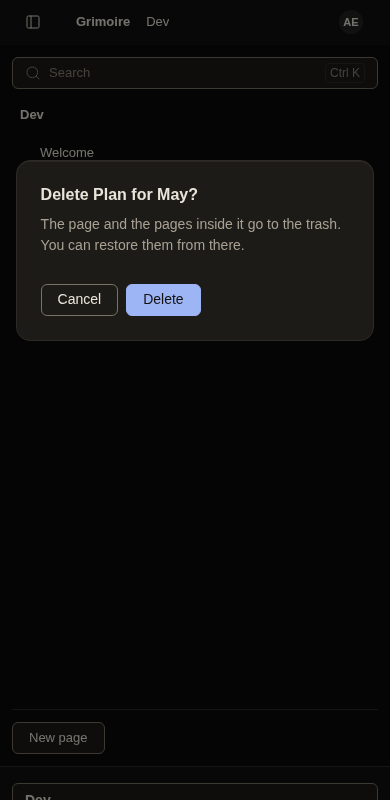 Grimoire Dev AE
Search Ctrl K
Dev
Welcome
Delete Plan for May?
The page and the pages inside it go to the trash.
You can restore them from there.
Cancel Delete
New page
Dev